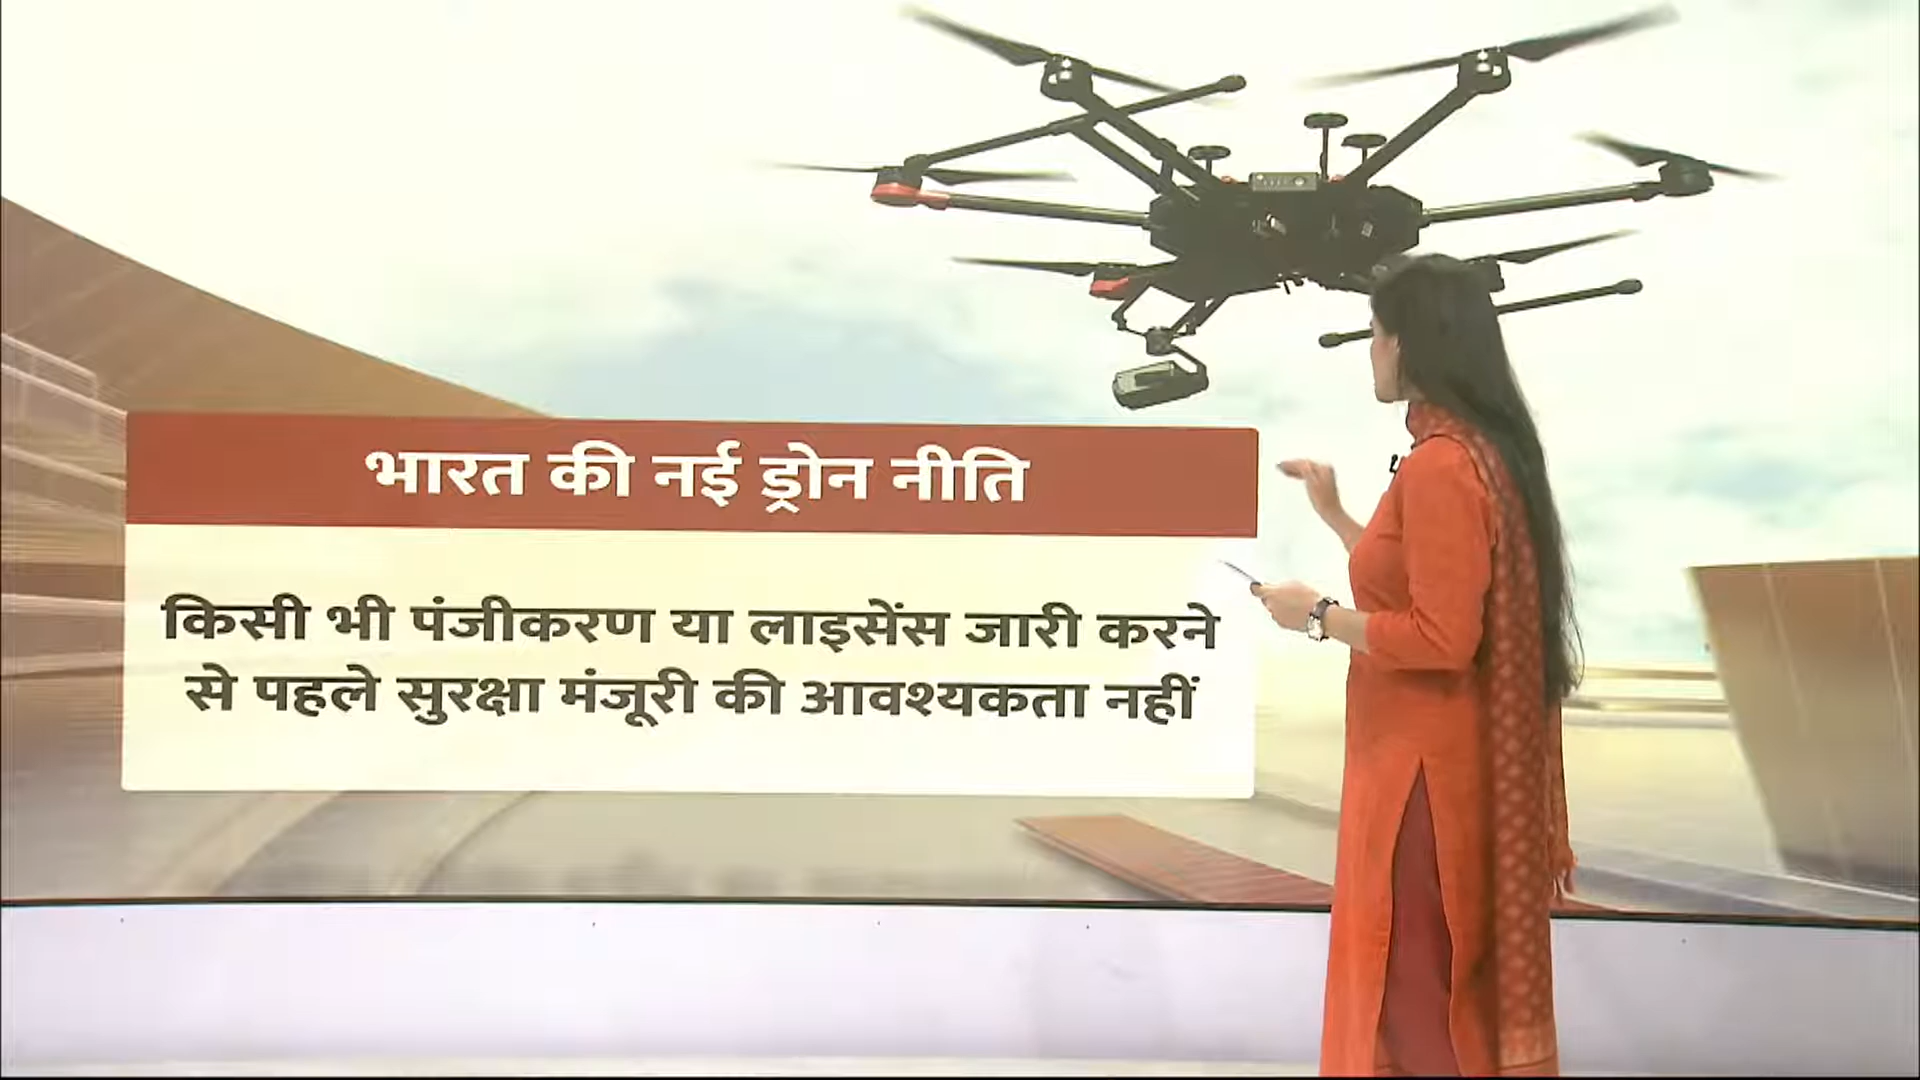 भारत की नई ड्रोन नीति
किसी भी पंजीकरण या लाइसेंस जारी करने
से पहले सुरक्षा मंजूरी की आवश्यकता नहीं